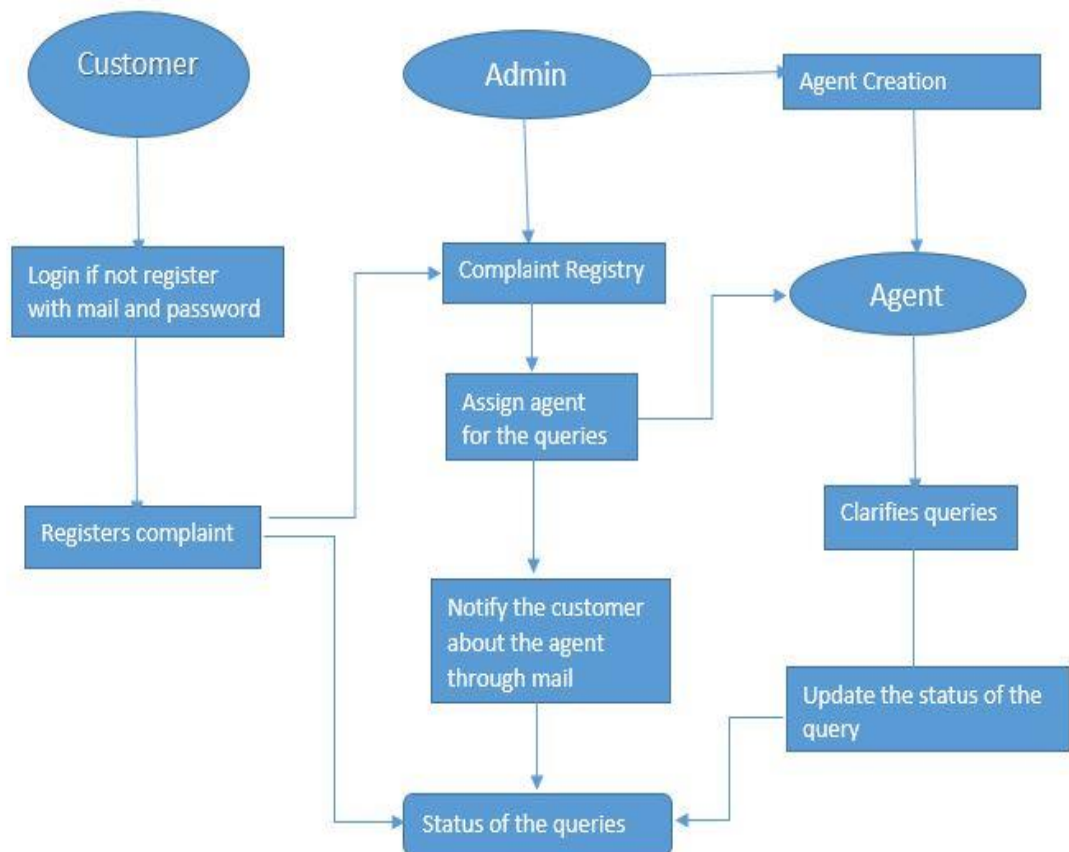 Customer
Admin
Agent Creation
Login if not register
with mail and password
Complaint Registry
Agent
Assign agent
for the queries
Registers complaint
Clarifies queries
Notify the customer
about the agent
through mail
Update the status of the
query
Status of the queries